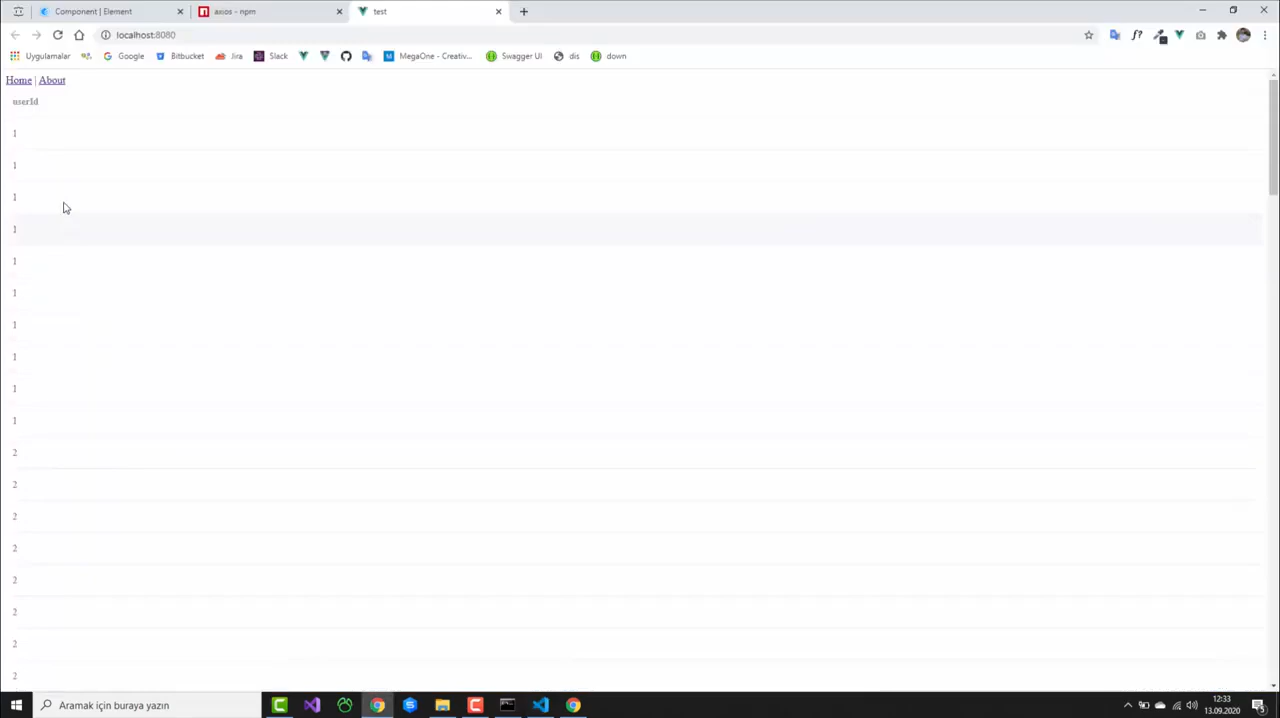 Component | Element
axios - npm
test
localhost:8080
Uygulamalar
Google
Bitbucket
Jira
Slack
MegaOne - Creativ...
Swagger UI
dis
down
Home | About
userId
1
1
1
1
1
1
1
1
1
1
2
2
2
2
2
2
2
2
Aramak için buraya yazın
12:33
13.09.2020